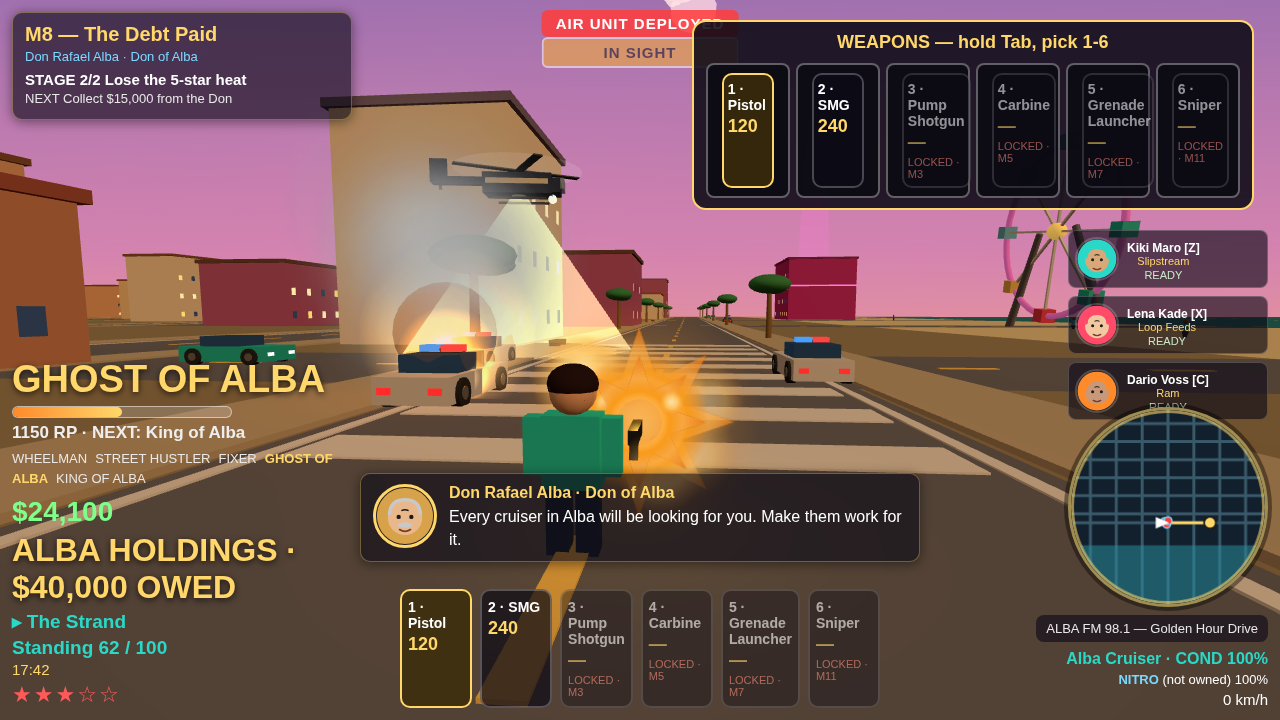 M8 — The Debt Paid
Don Rafael Alba · Don of Alba
STAGE 2/2 Lose the 5-star heat
NEXT Collect $15,000 from the Don
AIR UNIT DEPLOYED
IN SIGHT
WEAPONS — hold Tab, pick 1-6
1 · Pistol
120
2 · SMG
240
3 · Pump Shotgun
—
LOCKED · M3
4 · Carbine
—
LOCKED · M5
5 · Grenade Launcher
—
LOCKED · M7
6 · Sniper
—
LOCKED · M11
Kiki Maro [Z]
Slipstream
READY
Lena Kade [X]
Loop Feeds
READY
Dario Voss [C]
Ram
READY
GHOST OF ALBA
1150 RP · NEXT: King of Alba
WHEELMAN STREET HUSTLER FIXER GHOST OF
ALBA KING OF ALBA
$24,100
ALBA HOLDINGS ·
$40,000 OWED
▸ The Strand
Standing 62 / 100
17:42
★★★☆☆
Don Rafael Alba · Don of Alba
Every cruiser in Alba will be looking for you. Make them work for
it.
1 · Pistol
120
2 · SMG
240
3 · Pump Shotgun
—
LOCKED · M3
4 · Carbine
—
LOCKED · M5
5 · Grenade Launcher
—
LOCKED · M7
6 · Sniper
—
LOCKED · M11
ALBA FM 98.1 — Golden Hour Drive
Alba Cruiser · COND 100%
NITRO (not owned) 100%
0 km/h